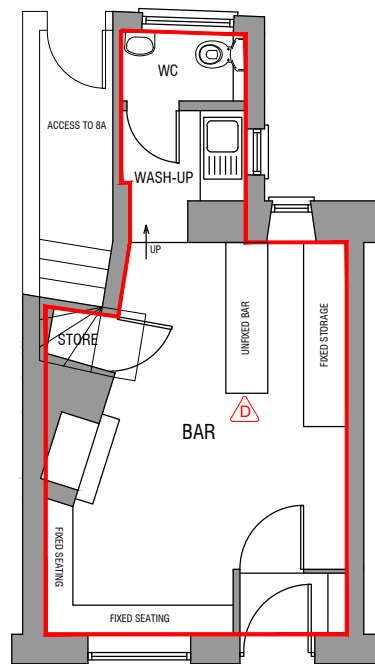 WC
ACCESS TO 8A
WASH-UP
UP
STORE
UNFIXED BAR
FIXED STORAGE
D
BAR
FIXED SEATING
FIXED SEATING